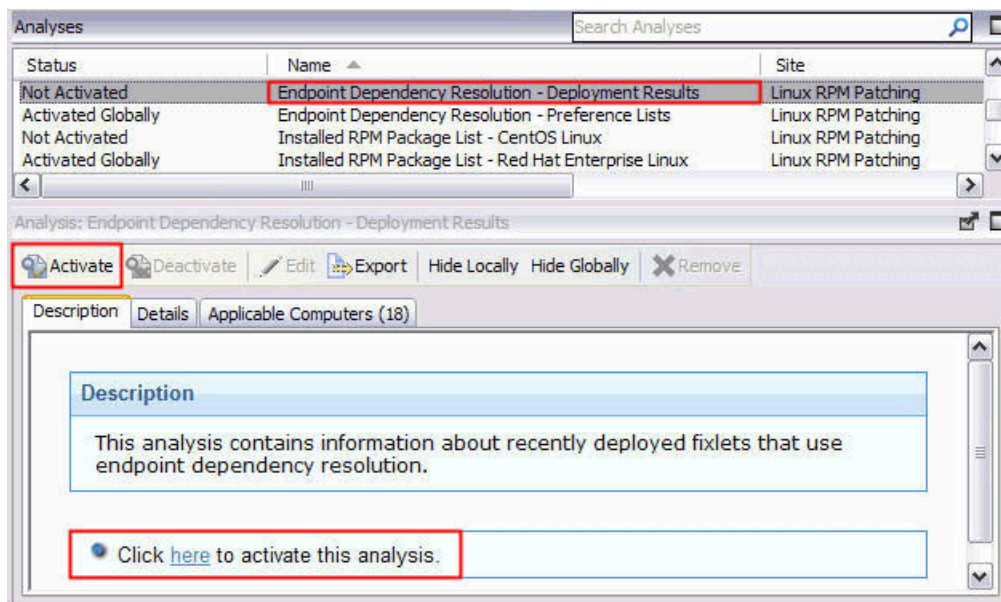 Analyses Search Analyses
Status Name Site
Not Activated Endpoint Dependency Resolution - Deployment Results Linux RPM Patching
Activated Globally Endpoint Dependency Resolution - Preference Lists Linux RPM Patching
Not Activated Installed RPM Package List - CentOS Linux Linux RPM Patching
Activated Globally Installed RPM Package List - Red Hat Enterprise Linux Linux RPM Patching
Analysis: Endpoint Dependency Resolution - Deployment Results
Activate Deactivate Edit Export Hide Locally Hide Globally Remove
Description Details Applicable Computers (18)
Description
This analysis contains information about recently deployed fixlets that use
endpoint dependency resolution.
Click here to activate this analysis.